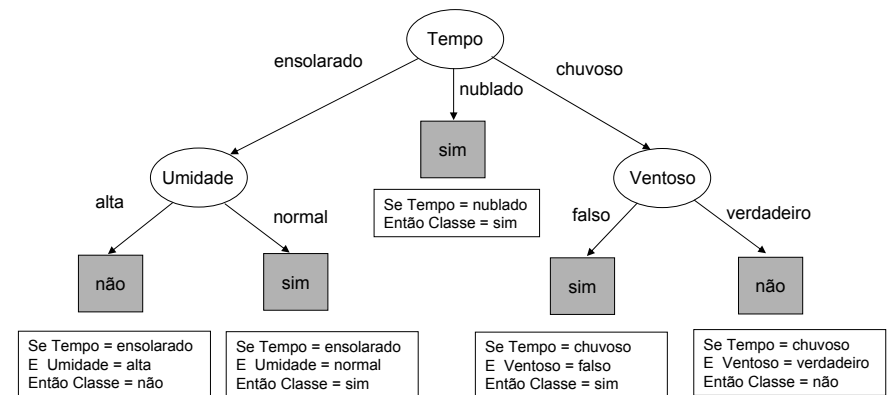 Tempo
ensolarado
nublado
chuvoso
sim
Umidade
Ventoso
Se Tempo = nublado
Então Classe = sim
alta
normal
falso
verdadeiro
não
sim
sim
não
Se Tempo = ensolarado
E Umidade = alta
Então Classe = não
Se Tempo = ensolarado
E Umidade = normal
Então Classe = sim
Se Tempo = chuvoso
E Ventoso = falso
Então Classe = sim
Se Tempo = chuvoso
E Ventoso = verdadeiro
Então Classe = não